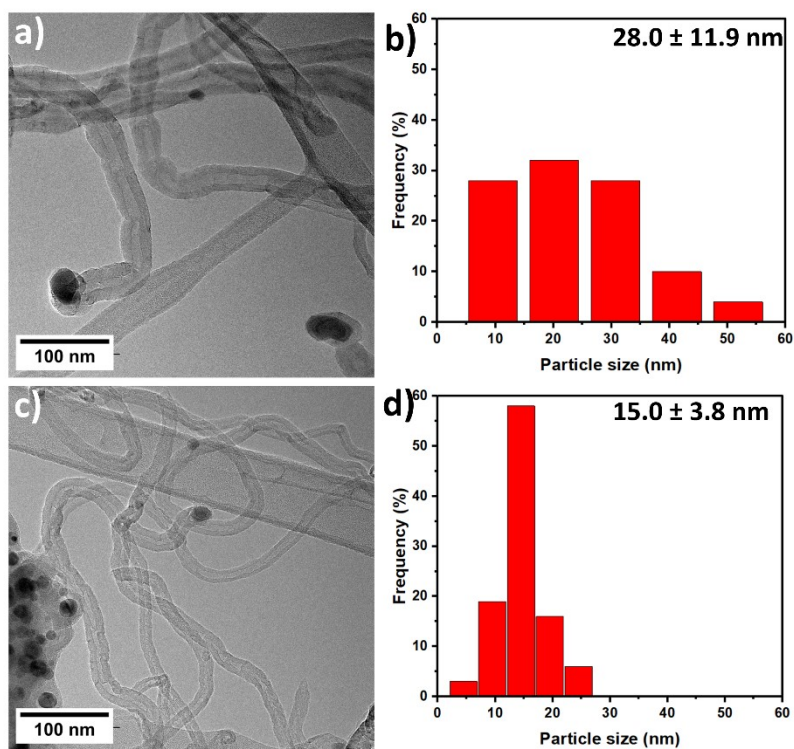 a)
100 nm
b)
28.0 ± 11.9 nm
Frequency (%)
60
50
40
30
20
10
0
0 10 20 30 40 50 60
Particle size (nm)
c)
100 nm
d)
15.0 ± 3.8 nm
Frequency (%)
60
50
40
30
20
10
0
0 10 20 30 40 50 60
Particle size (nm)